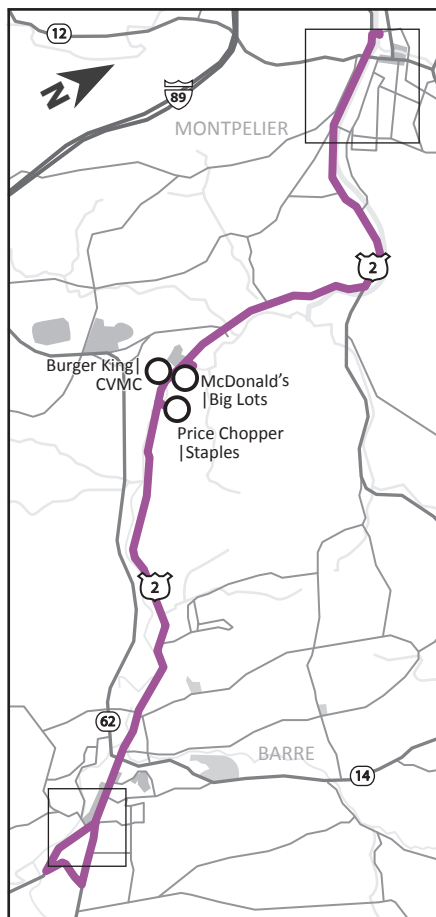 12
N
89
MONTPELIER
2
Burger King|
CVMC
McDonald’s
|Big Lots
Price Chopper
|Staples
2
62
BARRE
14